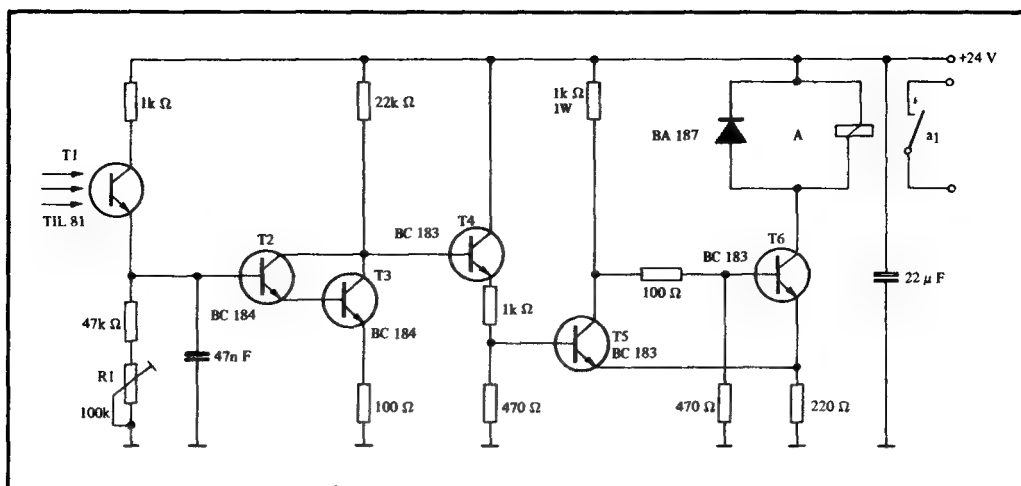 +24 V
1k Ω
22k Ω
1k Ω
1W
BA 187
A
a1
T1
TIL 81
T2
BC 184
T3
BC 184
BC 183
T4
1k Ω
T5
BC 183
100 Ω
BC 183
T6
22 µ F
47k Ω
R1
100k
47n F
100 Ω
470 Ω
470 Ω
220 Ω